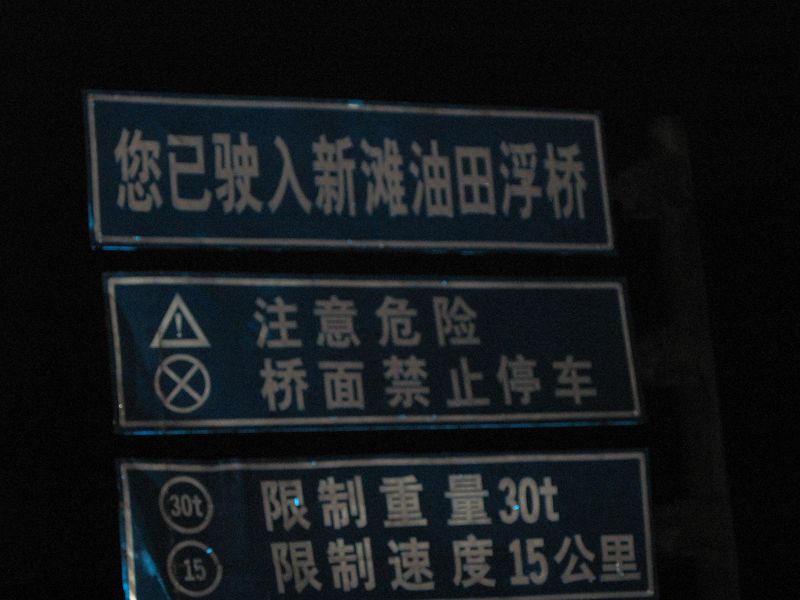 您已驶入新滩油田浮桥
! 注意危险
桥面禁止停车
30t 限制重量30t
15 限制速度15公里